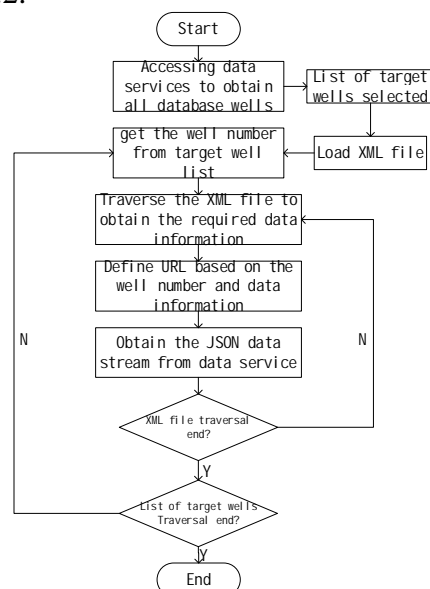 Start
Accessing data
services to obtain
all database wells
List of target
wells selected
Load XML file
get the well number
from target well
list
Traverse the XML file to
obtain the required data
information
Define URL based on the
well number and data
information
Obtain the JSON data
stream from data service
N
N
XML file traversal
end?
Y
List of target wells
Traversal end?
Y
End